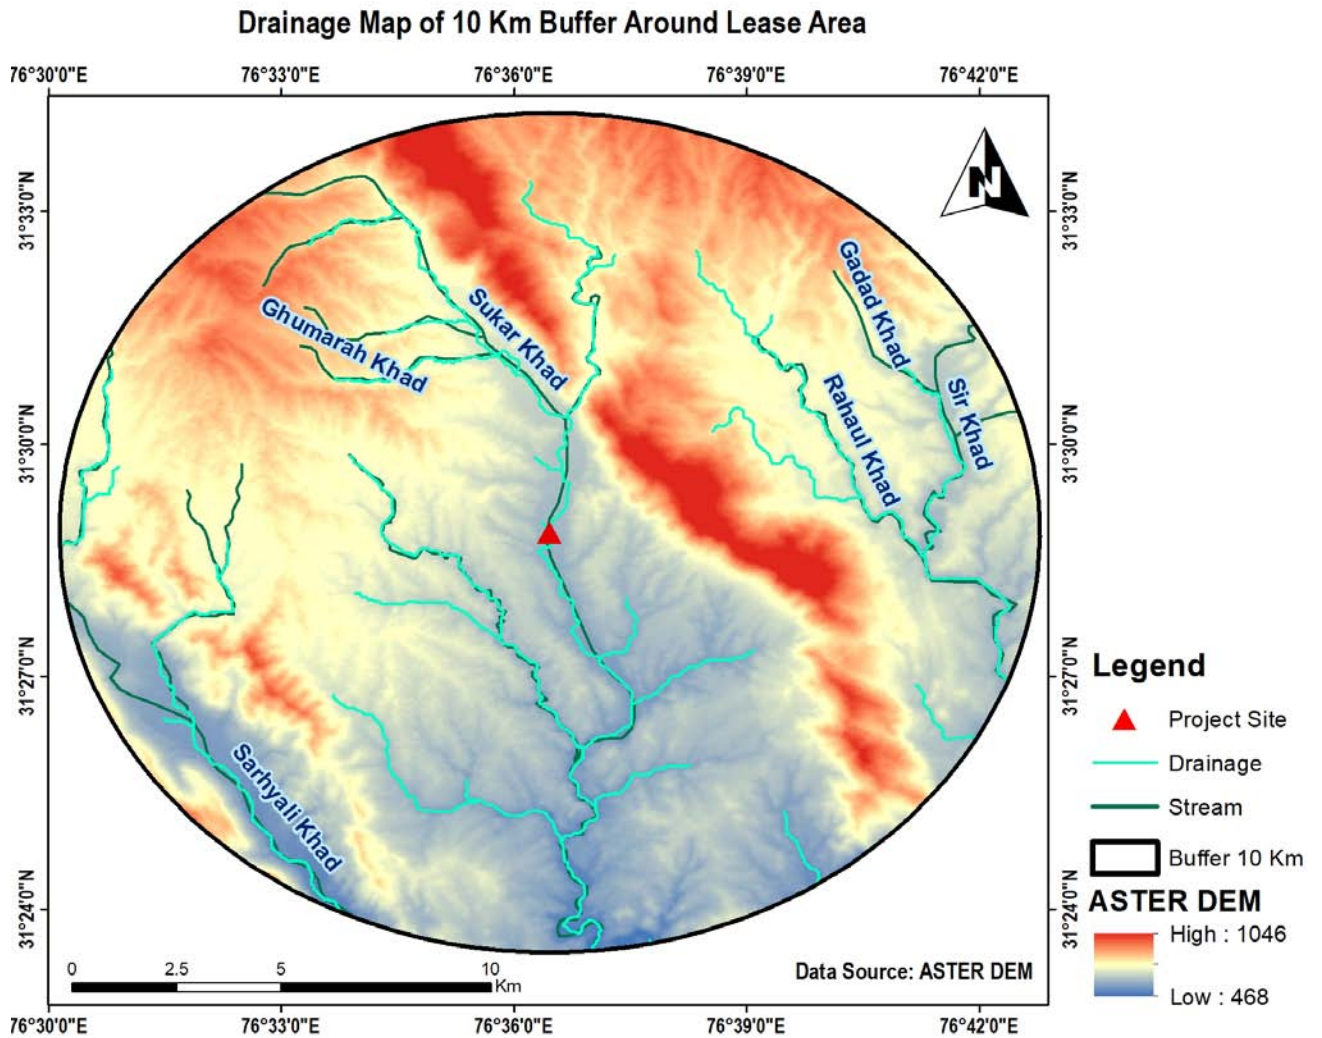 Drainage Map of 10 Km Buffer Around Lease Area
76°30'0"E 76°33'0"E 76°36'0"E 76°39'0"E 76°42'0"E
31°33'0"N
31°30'0"N
31°27'0"N
31°24'0"N
N
Ghumarah Khad
Sukar Khad
Gadad Khad
Rahaul Khad
Sir Khad
Sarhyali Khad
31°33'0"N
31°30'0"N
31°27'0"N
31°24'0"N
0 2.5 5 10
Km
Data Source: ASTER DEM
76°30'0"E 76°33'0"E 76°36'0"E 76°39'0"E 76°42'0"E
Legend
Project Site
Drainage
Stream
Buffer 10 Km
ASTER DEM
High : 1046
Low : 468